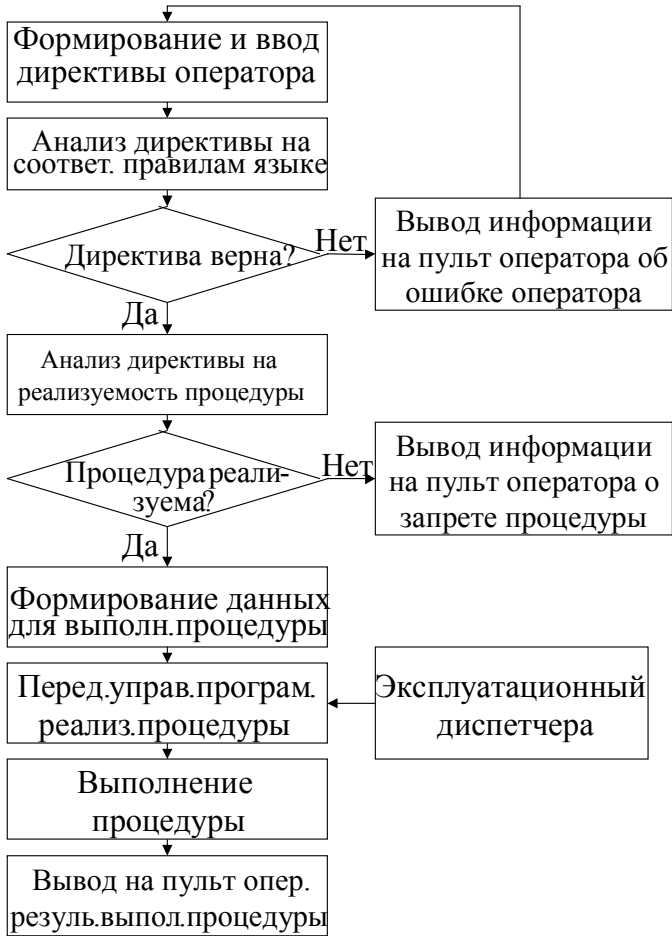 Формирование и ввод
директивы оператора
Анализ директивы на
соответ. правилам языке
Директива верна?
Нет
Вывод информации
на пульт оператора об
ошибке оператора
Да
Анализ директивы на
реализуемость процедуры
Процедура реали-
зуема?
Нет
Вывод информации
на пульт оператора о
запрете процедуры
Да
Формирование данных
для выполн.процедуры
Перед.управ.програм.
реализ.процедуры
Эксплуатационный
диспетчера
Выполнение
процедуры
Вывод на пульт опер.
резуль.выпол.процедуры